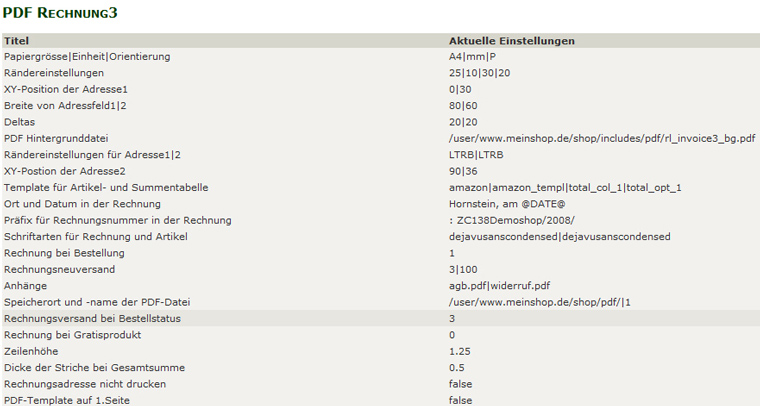 PDF Rechnung3
Titel Aktuelle Einstellungen
Papiergrösse|Einheit|Orientierung A4|mm|P
Rändereinstellungen 25|10|30|20
XY-Position der Adresse1 0|30
Breite von Adressfeld1|2 80|60
Deltas 20|20
PDF Hintergrunddatei /user/www.meinshop.de/shop/includes/pdf/rl_invoice3_bg.pdf
Rändereinstellungen für Adresse1|2 LTRB|LTRB
XY-Postion der Adresse2 90|36
Template für Artikel- und Summentabelle amazon|amazon_templ|total_col_1|total_opt_1
Ort und Datum in der Rechnung Hornstein, am @DATE@
Präfix für Rechnungsnummer in der Rechnung : ZC138Demoshop/2008/
Schriftarten für Rechnung und Artikel dejavusanscondensed|dejavusanscondensed
Rechnung bei Bestellung 1
Rechnungsneuversand 3|100
Anhänge agb.pdf|widerruf.pdf
Speicherort und -name der PDF-Datei /user/www.meinshop.de/shop/pdf/|1
Rechnungsversand bei Bestellstatus 3
Rechnung bei Gratisprodukt 0
Zeilenhöhe 1.25
Dicke der Striche bei Gesamtsumme 0.5
Rechnungsadresse nicht drucken false
PDF-Template auf 1.Seite false